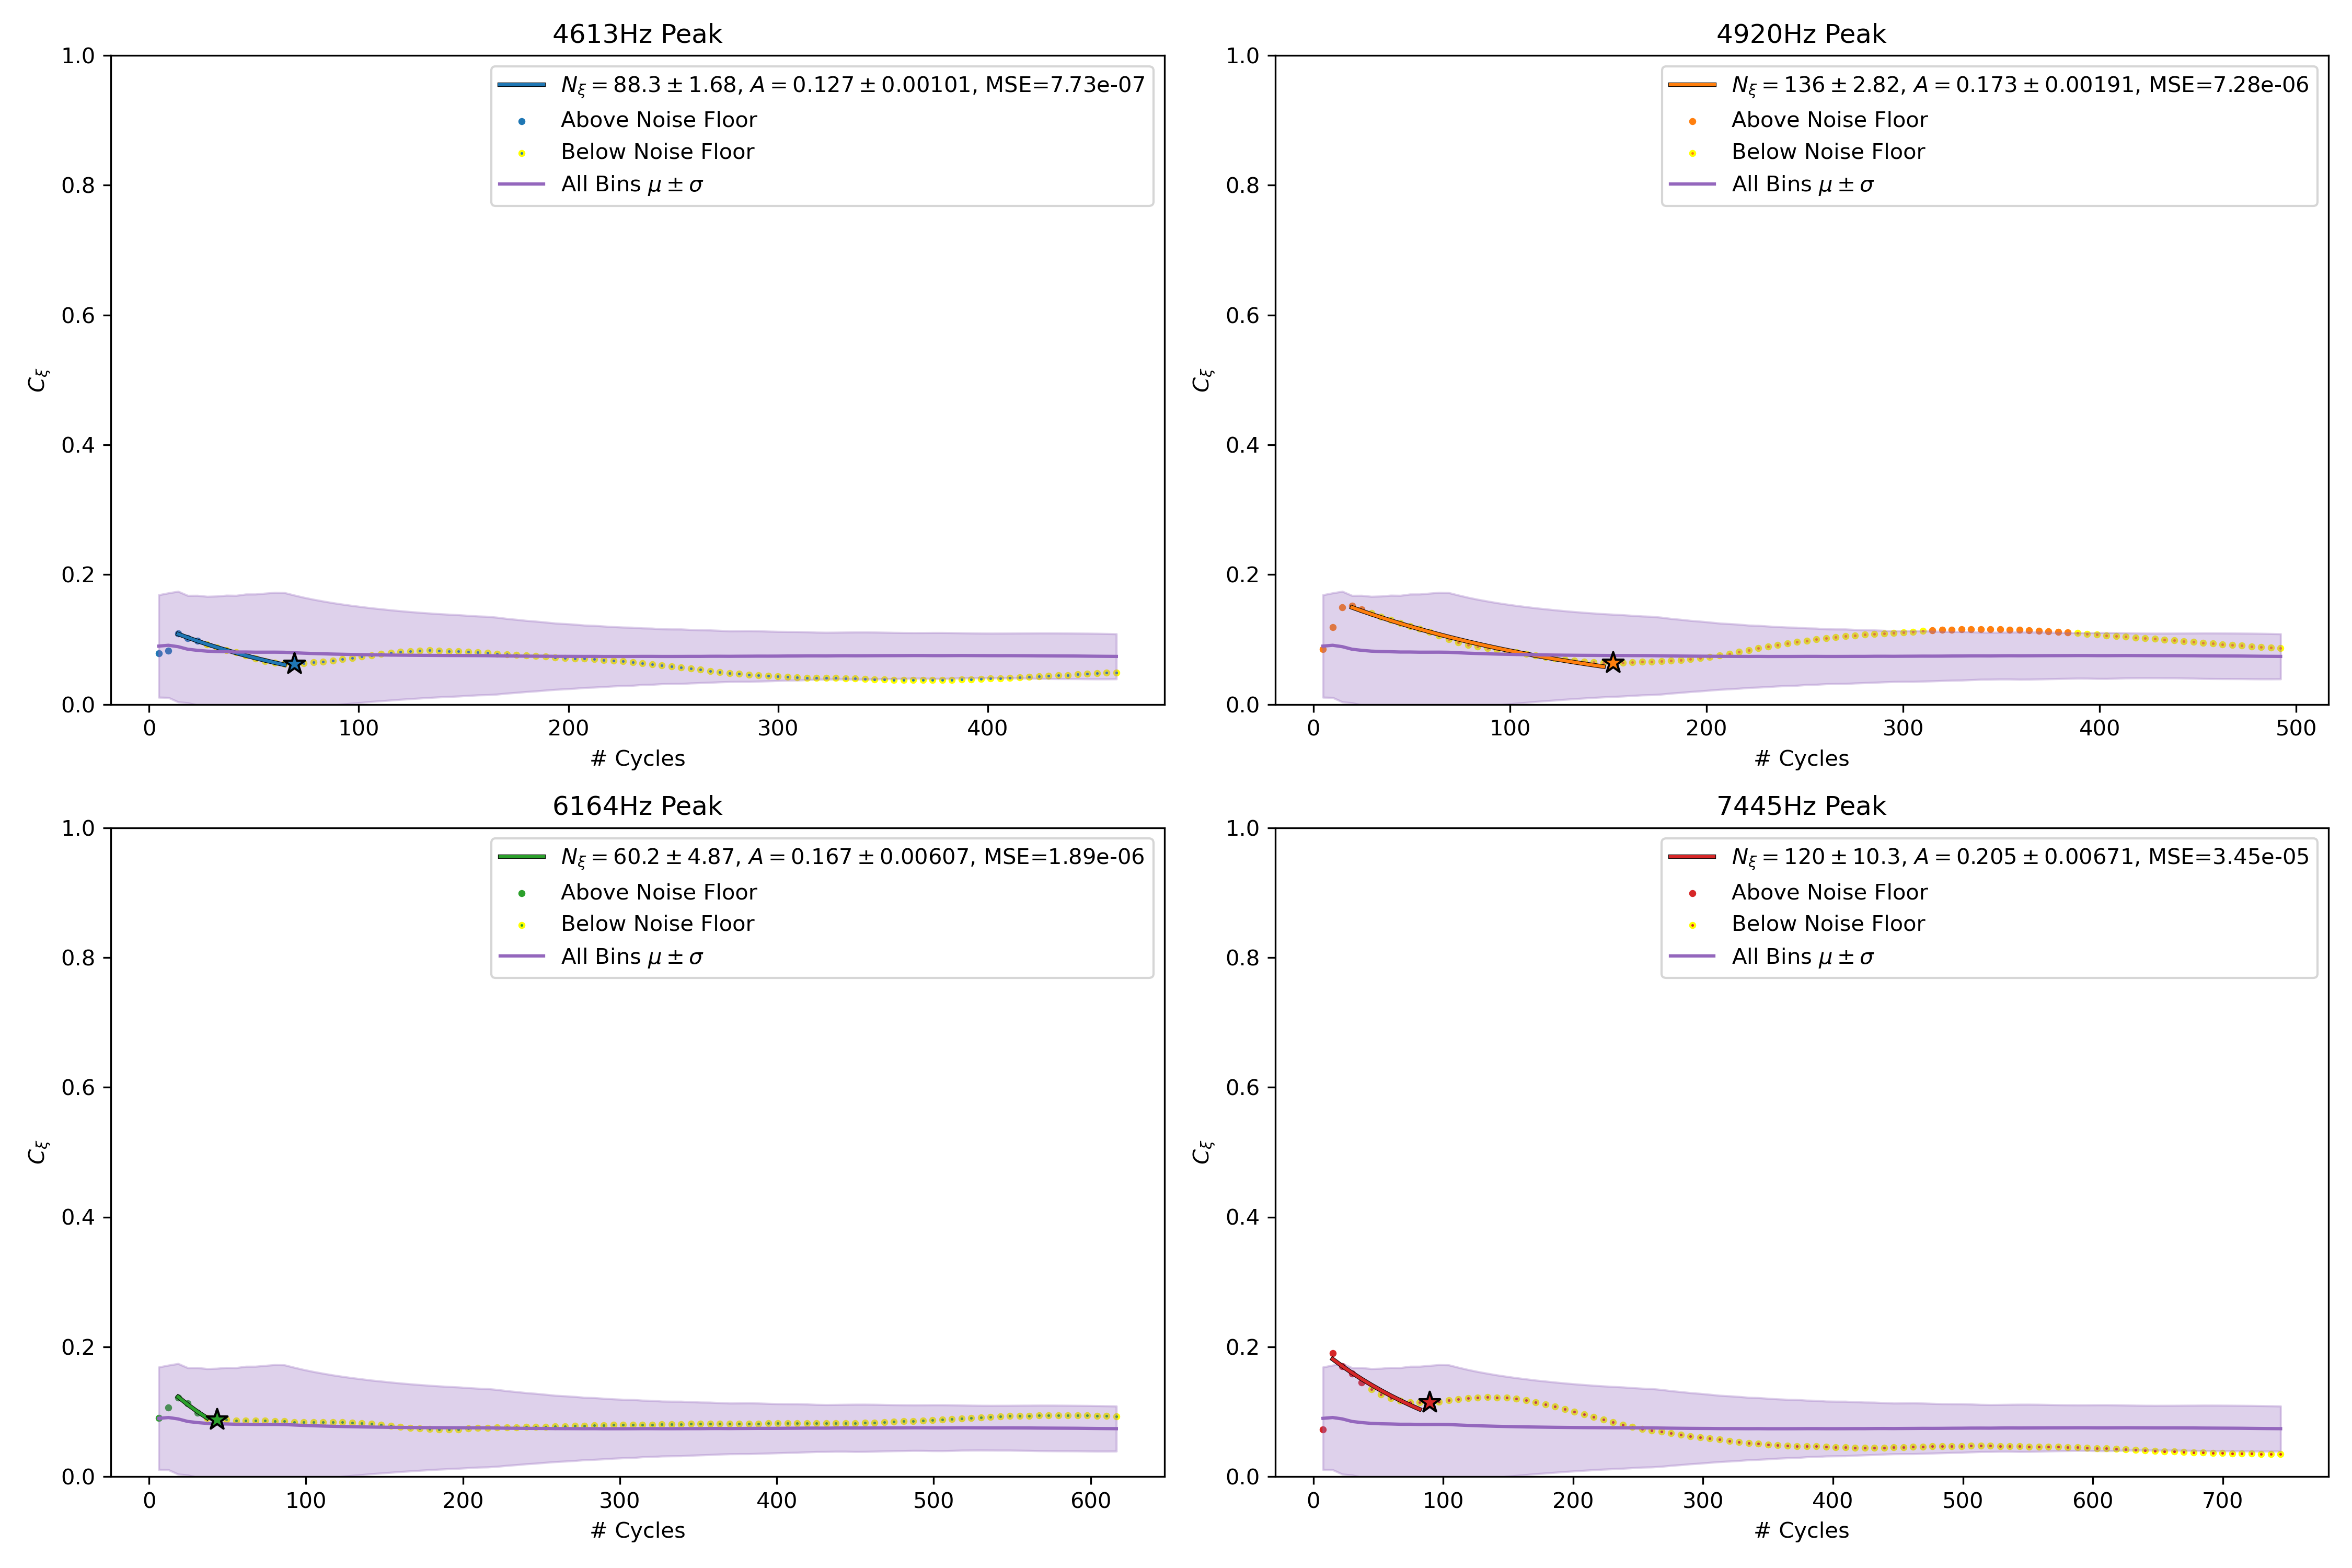 4613Hz Peak
1.0
0.8
0.6
0.4
0.2
0.0
C_ξ
N_ξ = 88.3 ± 1.68, A = 0.127 ± 0.00101, MSE=7.73e-07
Above Noise Floor
Below Noise Floor
All Bins μ ± σ
0 100 200 300 400
# Cycles
4920Hz Peak
1.0
0.8
0.6
0.4
0.2
0.0
C_ξ
N_ξ = 136 ± 2.82, A = 0.173 ± 0.00191, MSE=7.28e-06
Above Noise Floor
Below Noise Floor
All Bins μ ± σ
0 100 200 300 400 500
# Cycles
6164Hz Peak
1.0
0.8
0.6
0.4
0.2
0.0
C_ξ
N_ξ = 60.2 ± 4.87, A = 0.167 ± 0.00607, MSE=1.89e-06
Above Noise Floor
Below Noise Floor
All Bins μ ± σ
0 100 200 300 400 500 600
# Cycles
7445Hz Peak
1.0
0.8
0.6
0.4
0.2
0.0
C_ξ
N_ξ = 120 ± 10.3, A = 0.205 ± 0.00671, MSE=3.45e-05
Above Noise Floor
Below Noise Floor
All Bins μ ± σ
0 100 200 300 400 500 600 700
# Cycles